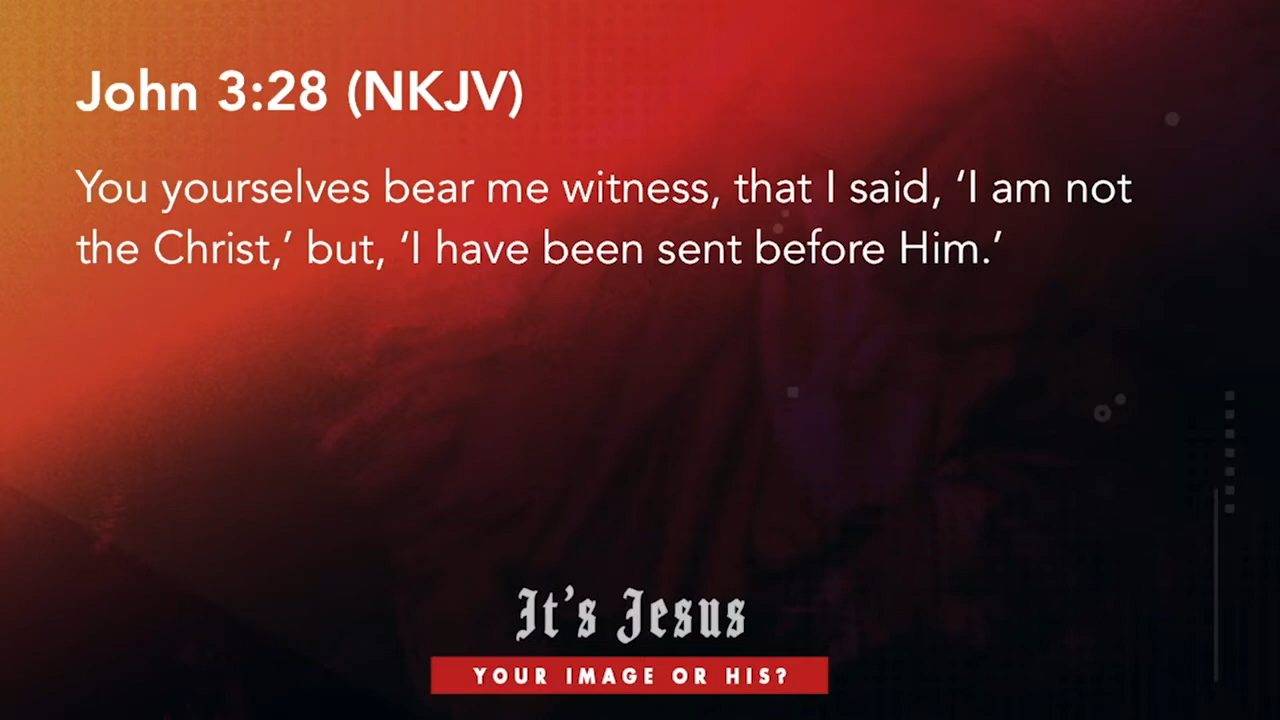 John 3:28 (NKJV)
You yourselves bear me witness, that I said, ‘I am not
the Christ,’ but, ‘I have been sent before Him.’
It’s Jesus
YOUR IMAGE OR HIS?